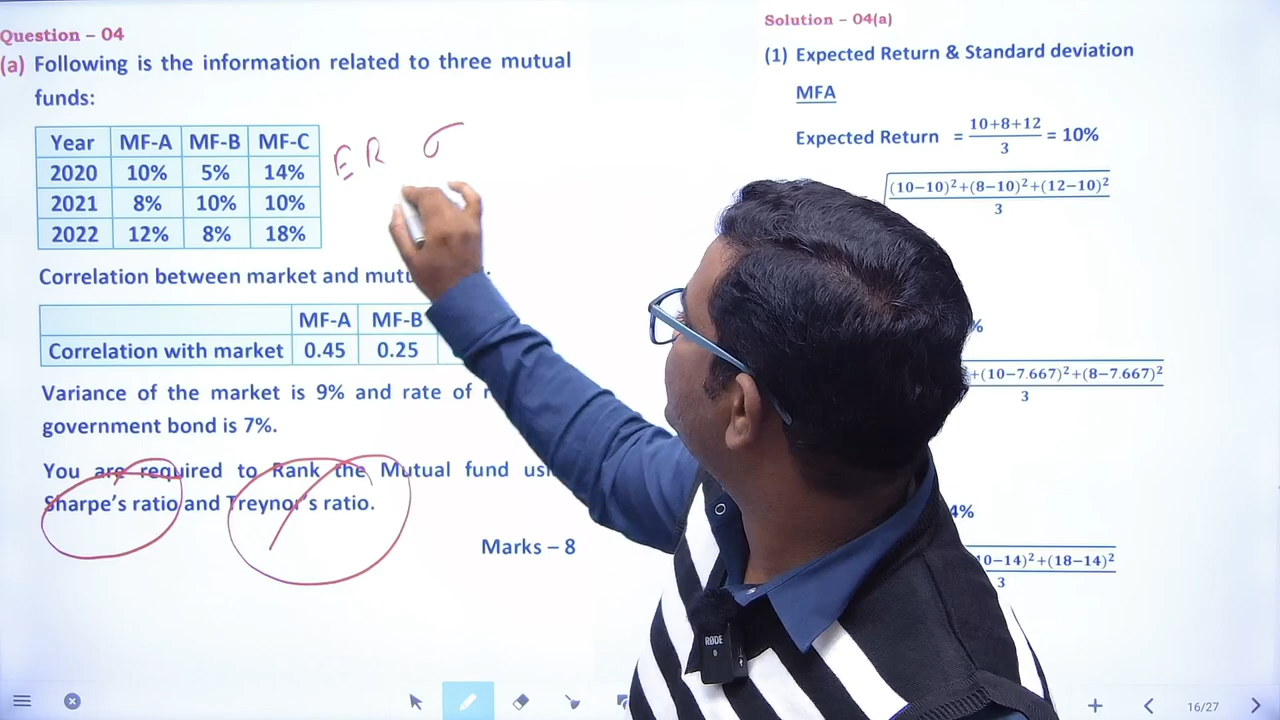 Question – 04
(a) Following is the information related to three mutual
funds:
Year MF-A MF-B MF-C
2020 10% 5% 14%
2021 8% 10% 10%
2022 12% 8% 18%
ER σ
Correlation between market and
MF-A MF-B
Correlation with market 0.45 0.25
Variance of the market is 9% and rate of
government bond is 7%.
You are required to Rank the Mutual fund
Sharpe's ratio and Treynor's ratio.
Marks – 8
Solution – 04(a)
(1) Expected Return & Standard deviation
MFA
Expected Return = 10+8+12 / 3 = 10%
√(10−10)²+(8−10)²+(12−10)² / 3
%
+(10−7.667)²+(8−7.667)²
3
4%
0−14)²+(18−14)²
3
RØDE
16/27